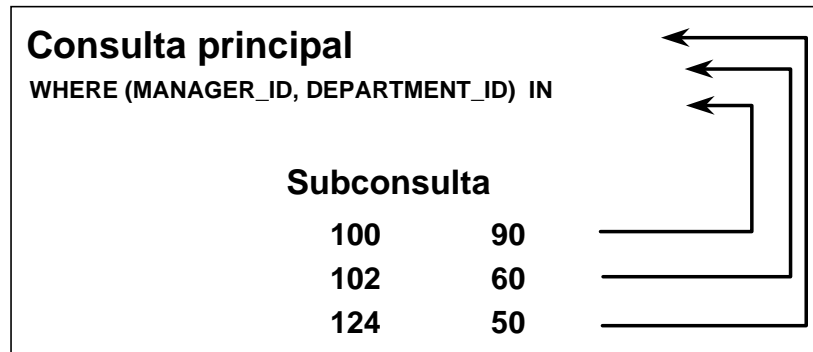 Consulta principal
WHERE (MANAGER_ID, DEPARTMENT_ID) IN
Subconsulta
100 90
102 60
124 50